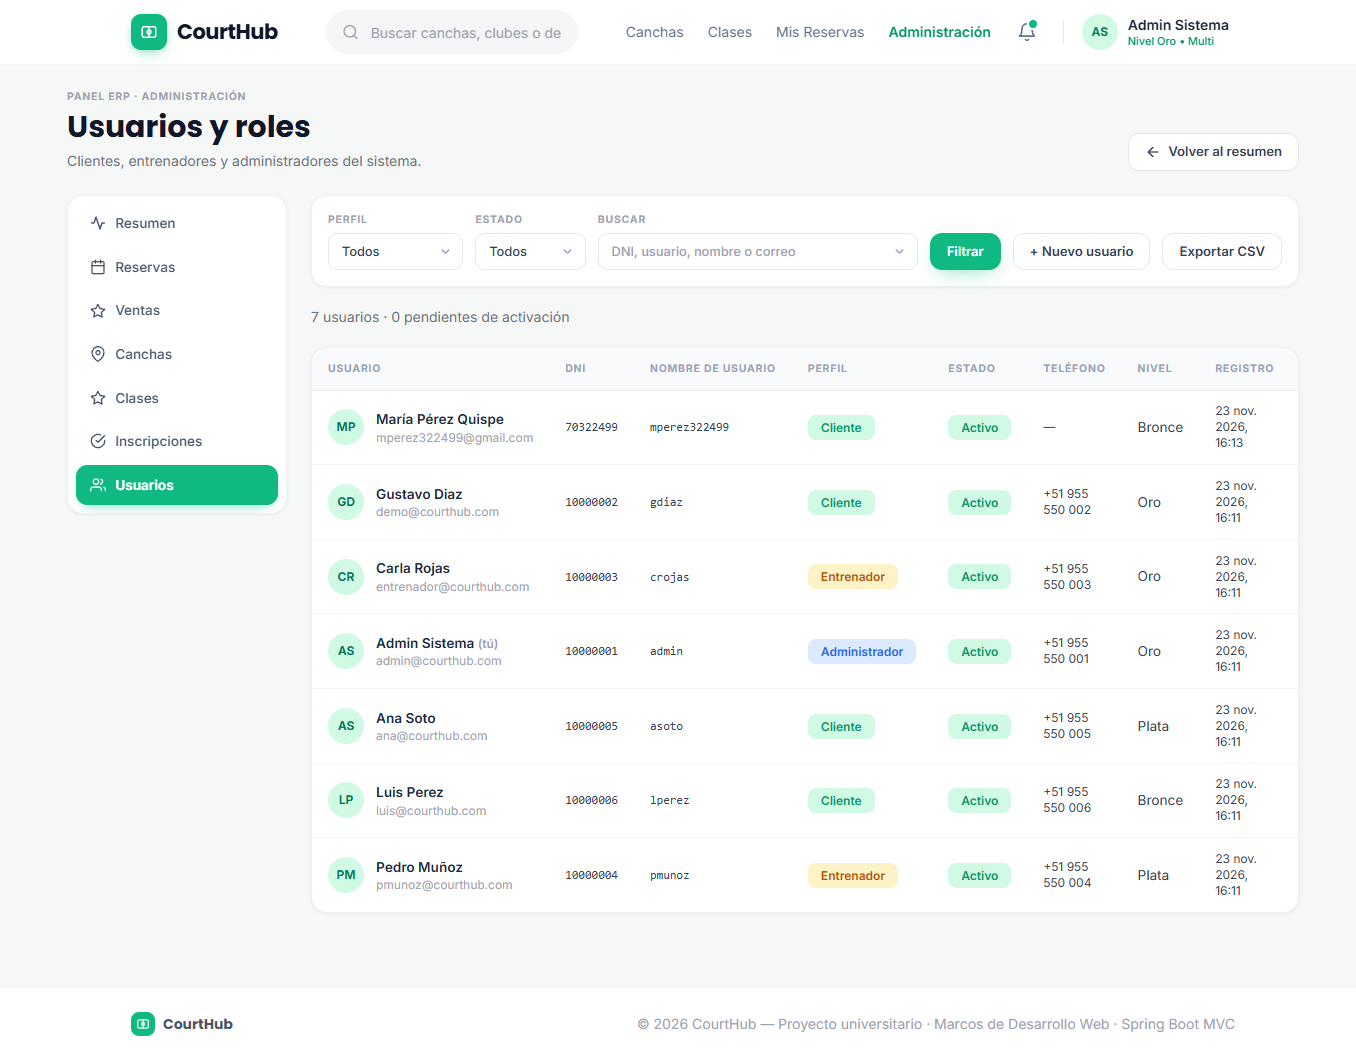 CourtHub
Buscar canchas, clubes o de
Canchas
Clases
Mis Reservas
Administración
AS
Admin Sistema
Nivel Oro • Multi
PANEL ERP · ADMINISTRACIÓN
Usuarios y roles
Clientes, entrenadores y administradores del sistema.
Volver al resumen
Resumen
Reservas
Ventas
Canchas
Clases
Inscripciones
Usuarios
PERFIL
ESTADO
BUSCAR
Todos
Todos
DNI, usuario, nombre o correo
Filtrar
+ Nuevo usuario
Exportar CSV
7 usuarios · 0 pendientes de activación
USUARIO
DNI
NOMBRE DE USUARIO
PERFIL
ESTADO
TELÉFONO
NIVEL
REGISTRO
MP
María Pérez Quispe
mperez322499@gmail.com
70322499
mperez322499
Cliente
Activo
—
Bronce
23 nov.
2026,
16:13
GD
Gustavo Diaz
demo@courthub.com
10000002
gdiaz
Cliente
Activo
+51 955
550 002
Oro
23 nov.
2026,
16:11
CR
Carla Rojas
entrenador@courthub.com
10000003
crojas
Entrenador
Activo
+51 955
550 003
Oro
23 nov.
2026,
16:11
AS
Admin Sistema (tú)
admin@courthub.com
10000001
admin
Administrador
Activo
+51 955
550 001
Oro
23 nov.
2026,
16:11
AS
Ana Soto
ana@courthub.com
10000005
asoto
Cliente
Activo
+51 955
550 005
Plata
23 nov.
2026,
16:11
LP
Luis Perez
luis@courthub.com
10000006
lperez
Cliente
Activo
+51 955
550 006
Bronce
23 nov.
2026,
16:11
PM
Pedro Muñoz
pmunoz@courthub.com
10000004
pmunoz
Entrenador
Activo
+51 955
550 004
Plata
23 nov.
2026,
16:11
CourtHub
© 2026 CourtHub — Proyecto universitario · Marcos de Desarrollo Web · Spring Boot MVC